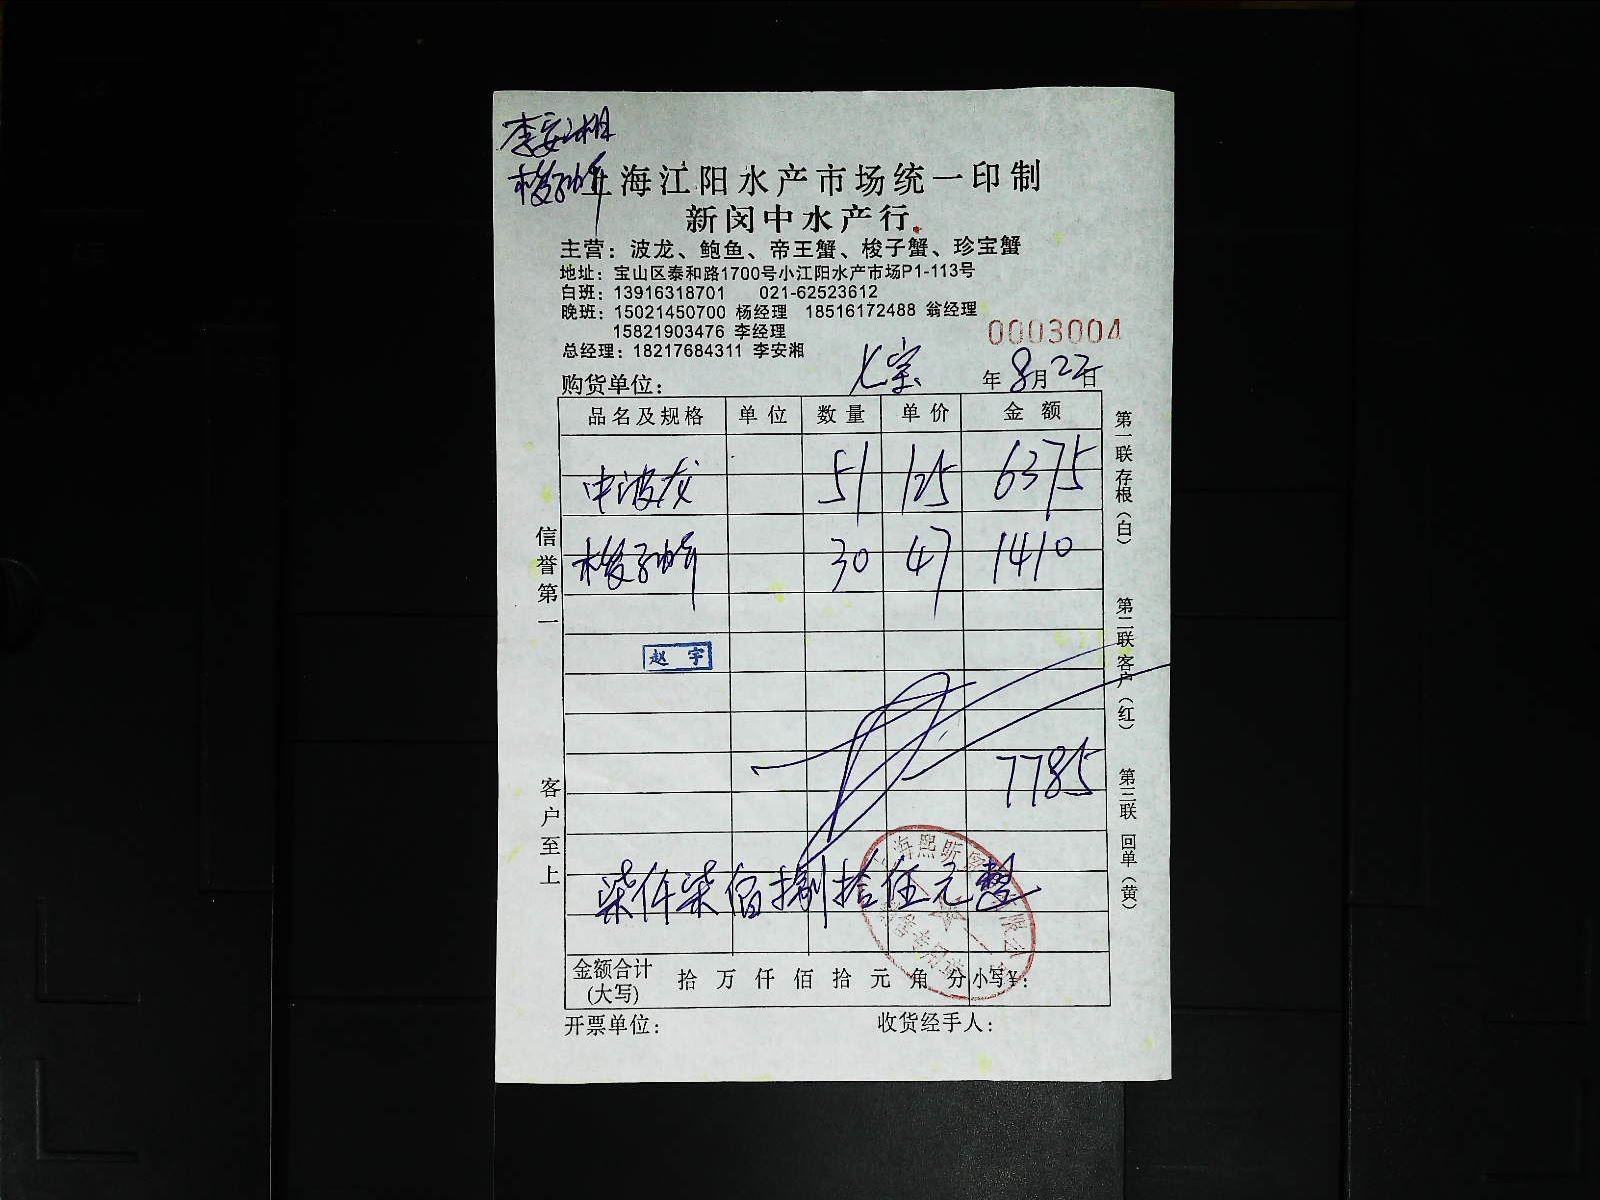 李安湘
梭子蟹
上海江阳水产市场统一印制
新闵中水产行
主营：波龙、鲍鱼、帝王蟹、梭子蟹、珍宝蟹
地址：宝山区泰和路1700号小江阳水产市场P1-113号
白班：13916318701 021-62523612
晚班：15021450700 杨经理 18516172488 翁经理
15821903476 李经理
总经理：18217684311 李安湘
0003004
购货单位： 七宝 年 8月22日
品名及规格 单位 数量 单价 金额
中波龙 51 125 6375
梭子蟹 30 47 1410
赵宇
7785
柒仟柒佰捌拾伍元整
金额合计(大写) 拾 万 仟 佰 拾 元 角 分 小写¥：
开票单位： 收货经手人：
信誉第一
客户至上
第一联 存根（白）
第二联 客户（红）
第三联 回单（黄）